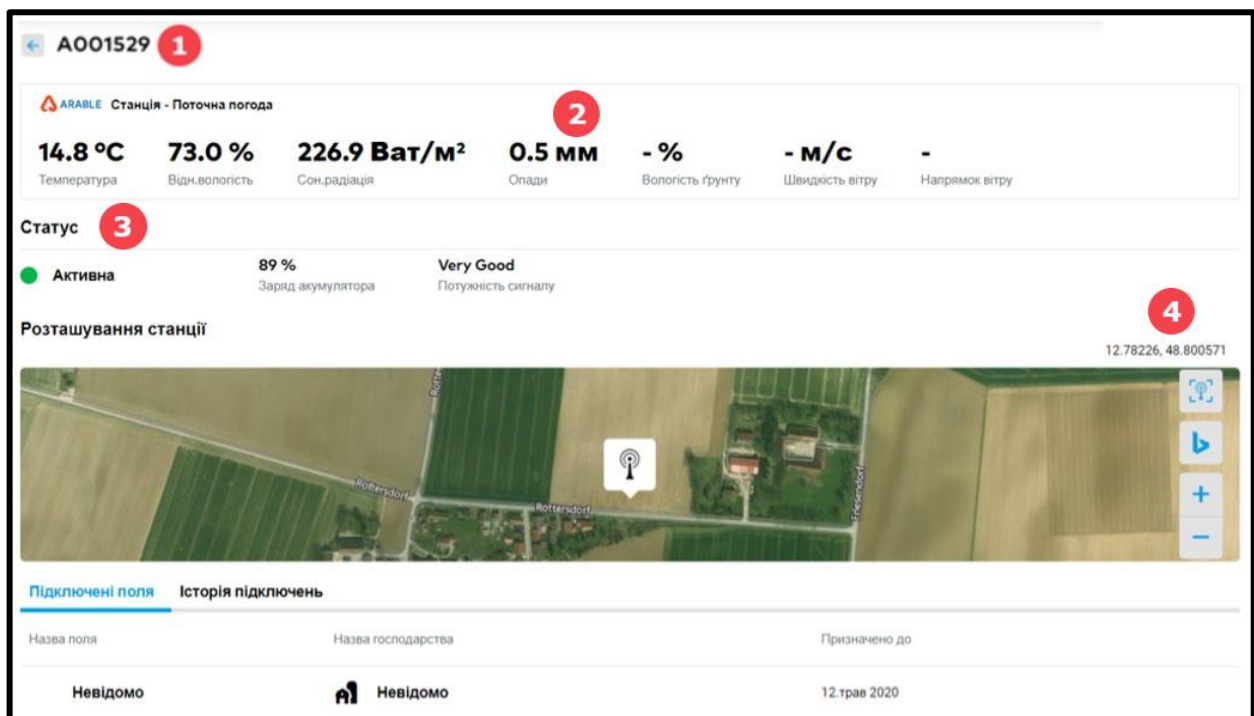 A001529 1
ARABLE Станція - Поточна погода
2
14.8 °C 73.0 % 226.9 Ват/м² 0.5 мм - % - м/с -
Температура Відн.вологість Сон.радіація Опади Вологість ґрунту Швидкість вітру Напрямок вітру
Статус 3
Активна 89 % Very Good
Заряд акумулятора Потужність сигналу
Розташування станції
4
12.78226, 48.800571
Rotte
Rottersdorf
Rottersdorf
Friesendorf
Підключені поля Історія підключень
Назва поля Назва господарства Призначено до
Невідомо Невідомо 12.трав 2020